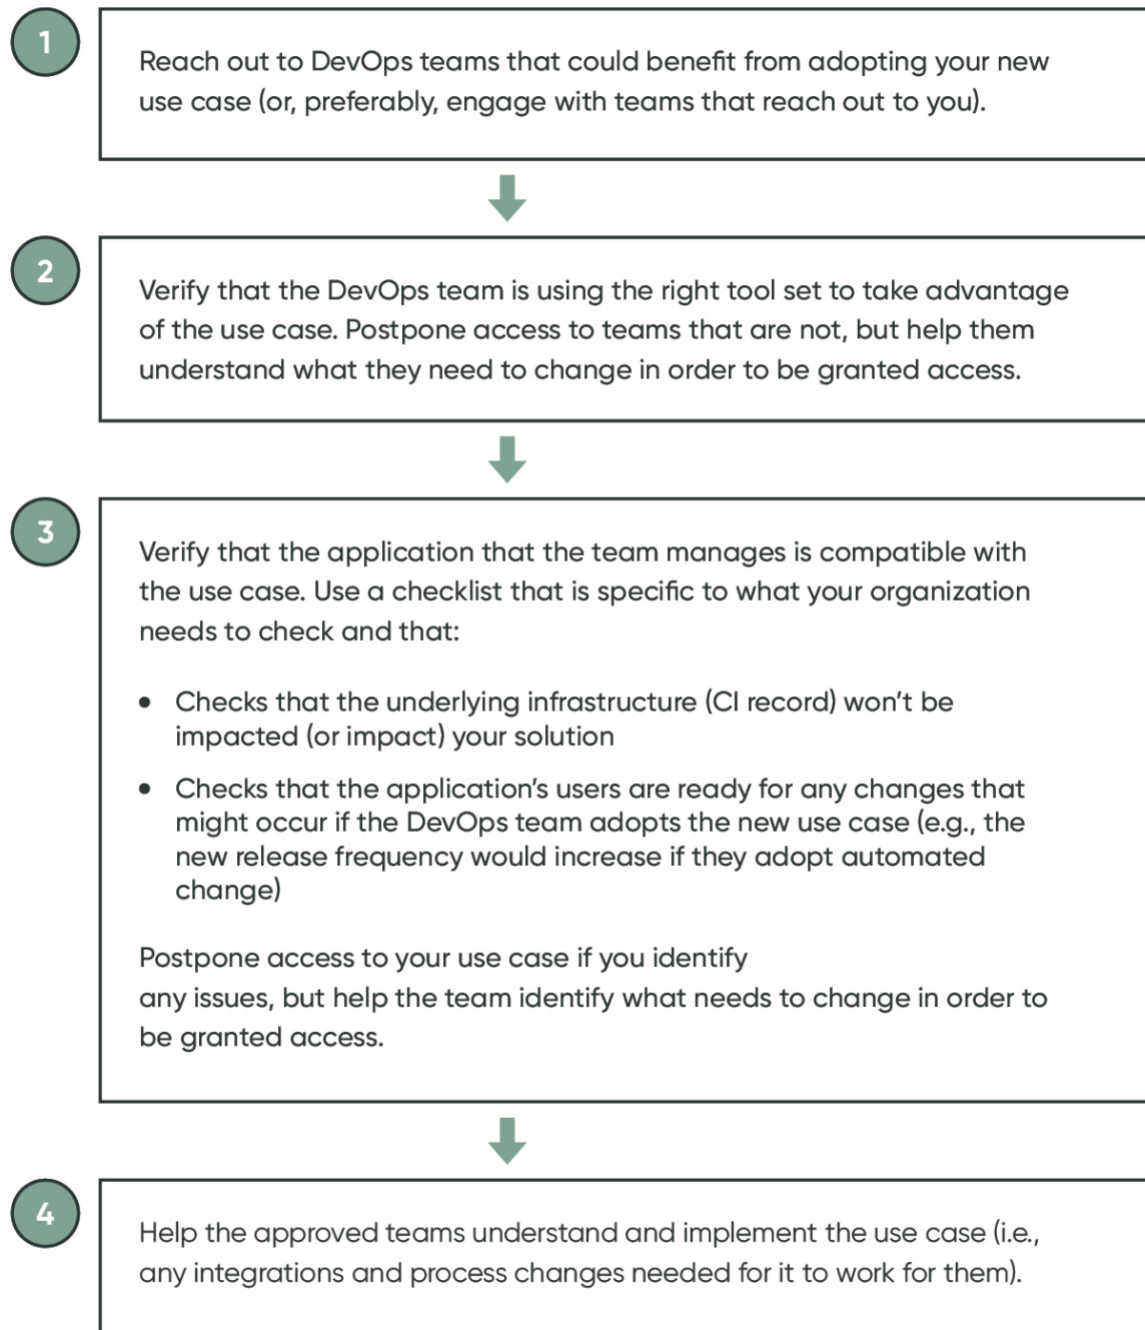 1
Reach out to DevOps teams that could benefit from adopting your new
use case (or, preferably, engage with teams that reach out to you).
2
Verify that the DevOps team is using the right tool set to take advantage
of the use case. Postpone access to teams that are not, but help them
understand what they need to change in order to be granted access.
3
Verify that the application that the team manages is compatible with
the use case. Use a checklist that is specific to what your organization
needs to check and that:
• Checks that the underlying infrastructure (CI record) won't be
impacted (or impact) your solution
• Checks that the application's users are ready for any changes that
might occur if the DevOps team adopts the new use case (e.g., the
new release frequency would increase if they adopt automated
change)
Postpone access to your use case if you identify
any issues, but help the team identify what needs to change in order to
be granted access.
4
Help the approved teams understand and implement the use case (i.e.,
any integrations and process changes needed for it to work for them).